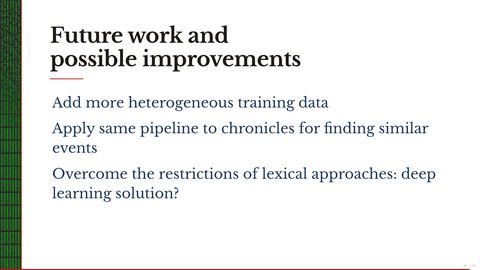 Future work and
possible improvements
Add more heterogeneous training data
Apply same pipeline to chronicles for finding similar
events
Overcome the restrictions of lexical approaches: deep
learning solution?